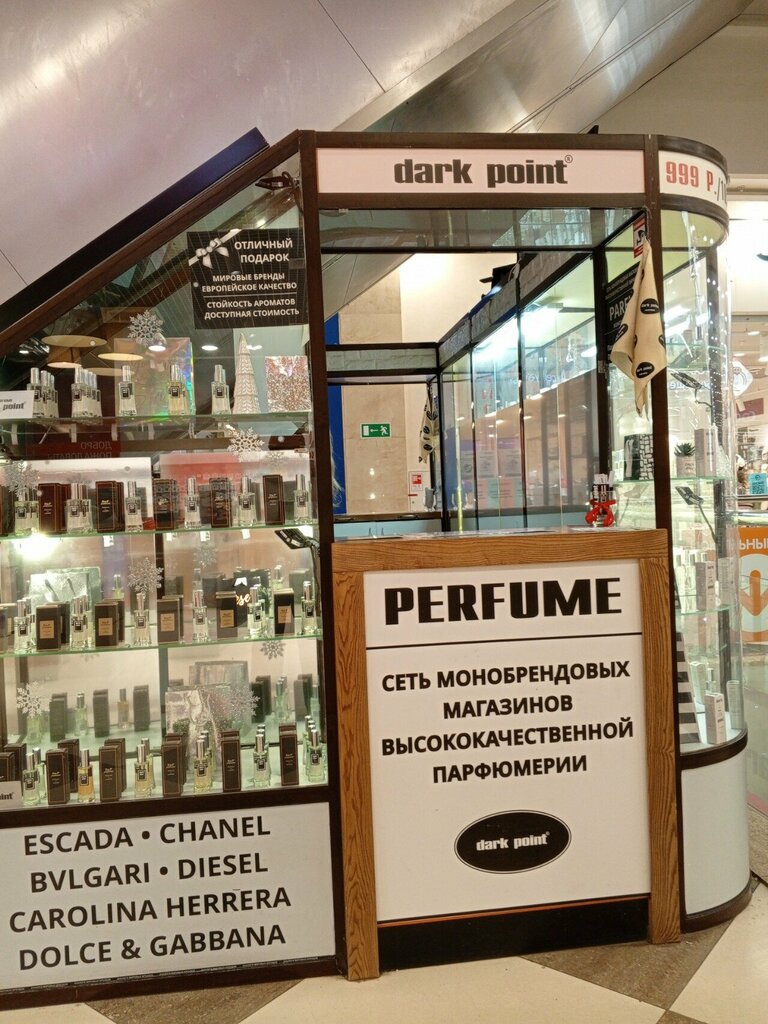 dark point®
999 Р./10
ОТЛИЧНЫЙ
ПОДАРОК
МИРОВЫЕ БРЕНДЫ
ЕВРОПЕЙСКОЕ КАЧЕСТВО
СТОЙКОСТЬ АРОМАТОВ
ДОСТУПНАЯ СТОИМОСТЬ
PERFUME
СЕТЬ МОНОБРЕНДОВЫХ
МАГАЗИНОВ
ВЫСОКОКАЧЕСТВЕННОЙ
ПАРФЮМЕРИИ
dark point®
ESCADA • CHANEL
BVLGARI • DIESEL
CAROLINA HERRERA
DOLCE & GABBANA